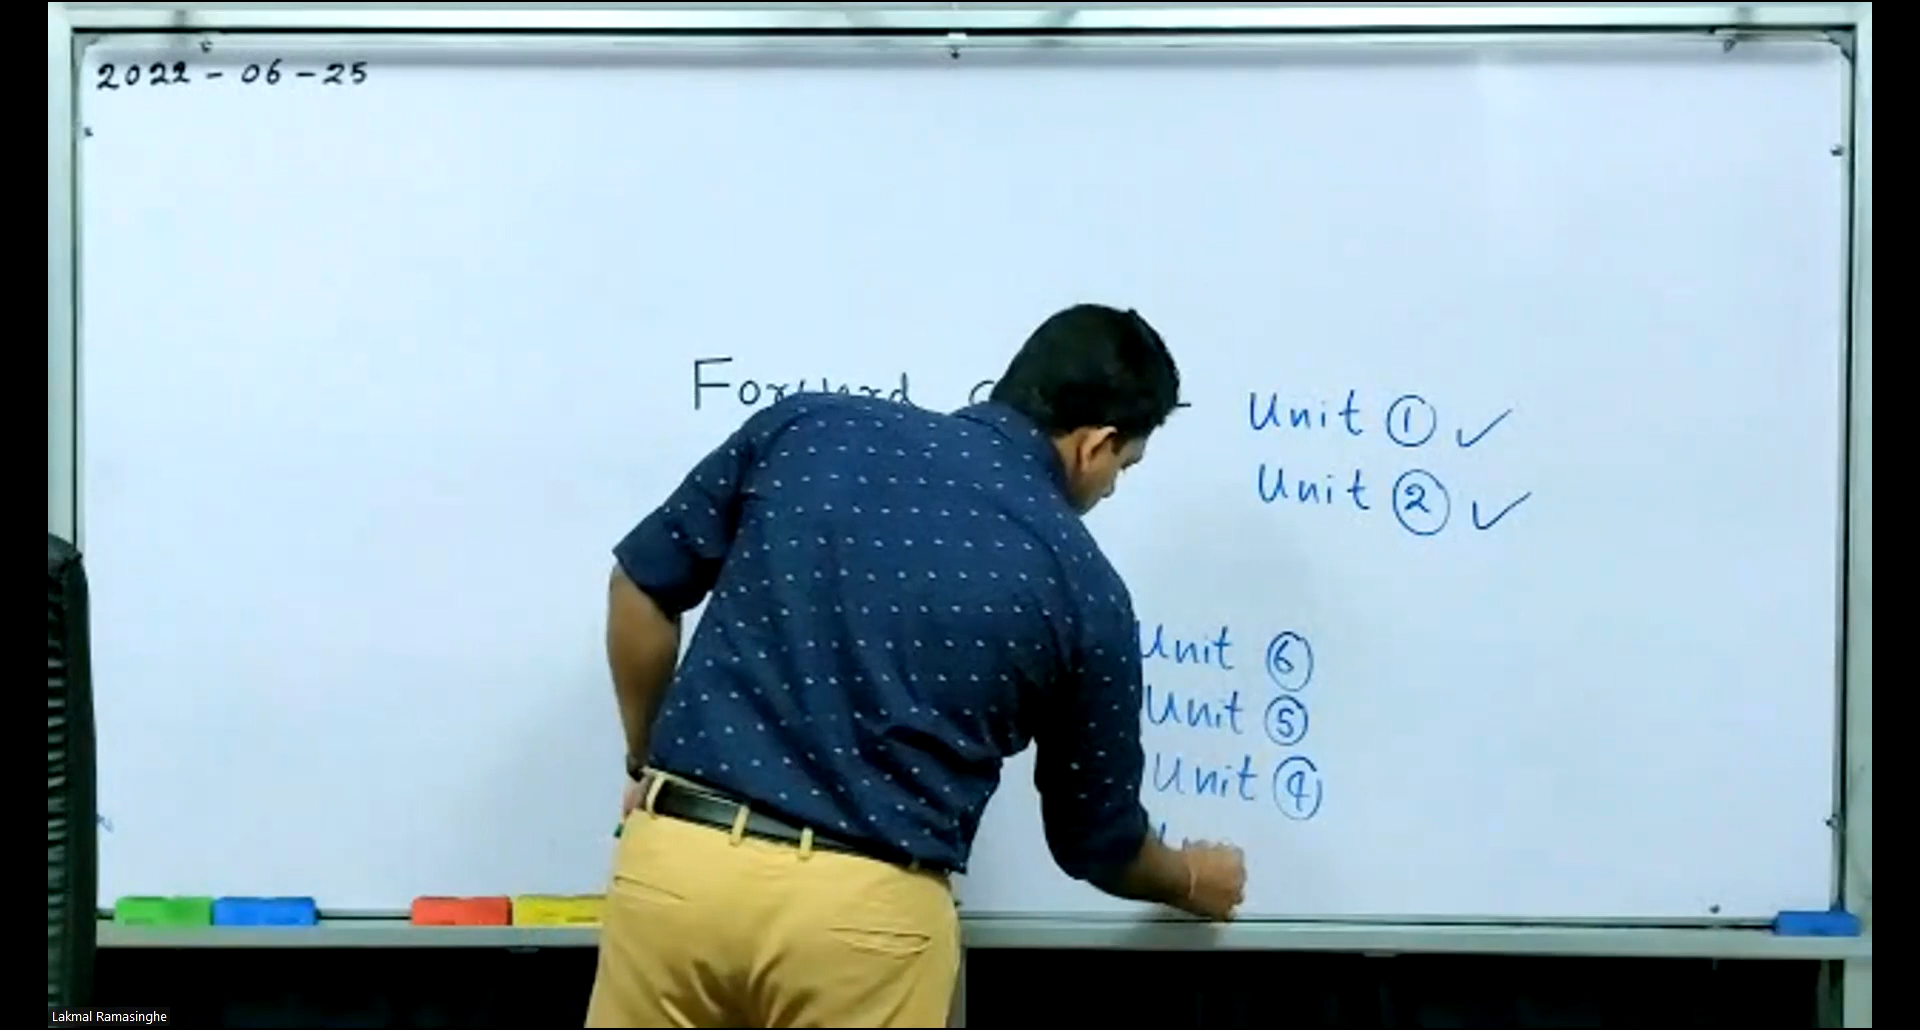 2022 - 06 - 25
Forward
Unit ①✓
Unit ②✓
Unit ⑥
Unit ⑤
Unit ④
Lakmal Ramasinghe